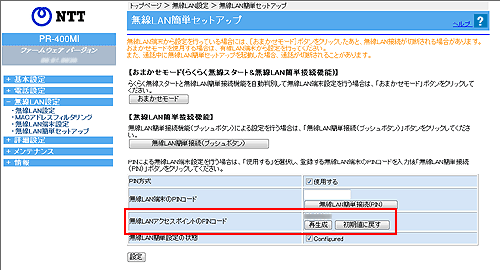 NTT
PR-400MI
ファームウェア バージョン
基本設定
電話設定
無線LAN設定
・無線LAN設定
・MACアドレスフィルタリング
・無線LAN端末設定
・無線LAN簡単セットアップ
詳細設定
メンテナンス
情報
トップページ > 無線LAN設定 > 無線LAN簡単セットアップ
無線LAN簡単セットアップ
ヘルプ
無線LAN端末から設定を行っている場合には、「おまかせモード」ボタンを押したあと、無線LANが切断される場合があります。
おまかせモードを使用する場合は、有線LAN端末から設定を行ってください。
また、通話中に無線LAN簡単セットアップを起動した場合、通話が切断されることがあります。
【おまかせモード(らくらく無線スタート&無線LAN簡単接続機能)】
らくらく無線スタートと無線LAN簡単接続機能を自動判別して無線LAN端末設定を行う場合は、「おまかせモード」ボタンをクリックしてください。
おまかせモード
【無線LAN簡単接続機能】
無線LAN簡単接続機能(プッシュボタン)による設定を行う場合は、「無線LAN簡単接続(プッシュボタン)」ボタンをクリックしてください。
無線LAN簡単接続(プッシュボタン)
PINによる無線LAN端末設定を行う場合は、「使用する」を選択し、登録する無線LAN端末のPINコードを入力後「無線LAN簡単接続(PIN)」ボタンをクリックしてください。
PIN方式
使用する
無線LAN端末のPINコード
無線LAN簡単接続(PIN)
無線LANアクセスポイントのPINコード
再生成
初期値に戻す
無線LAN簡単設定の状態
Configured
設定